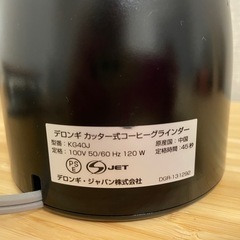 デロンギ カッター式コーヒーグラインダー
型番: KG40J
原産国: 中国
定格: 100V 50/60 Hz 120 W
定格時間: 45秒
PSE
S JET
デロンギ・ジャパン株式会社
DGR-131290